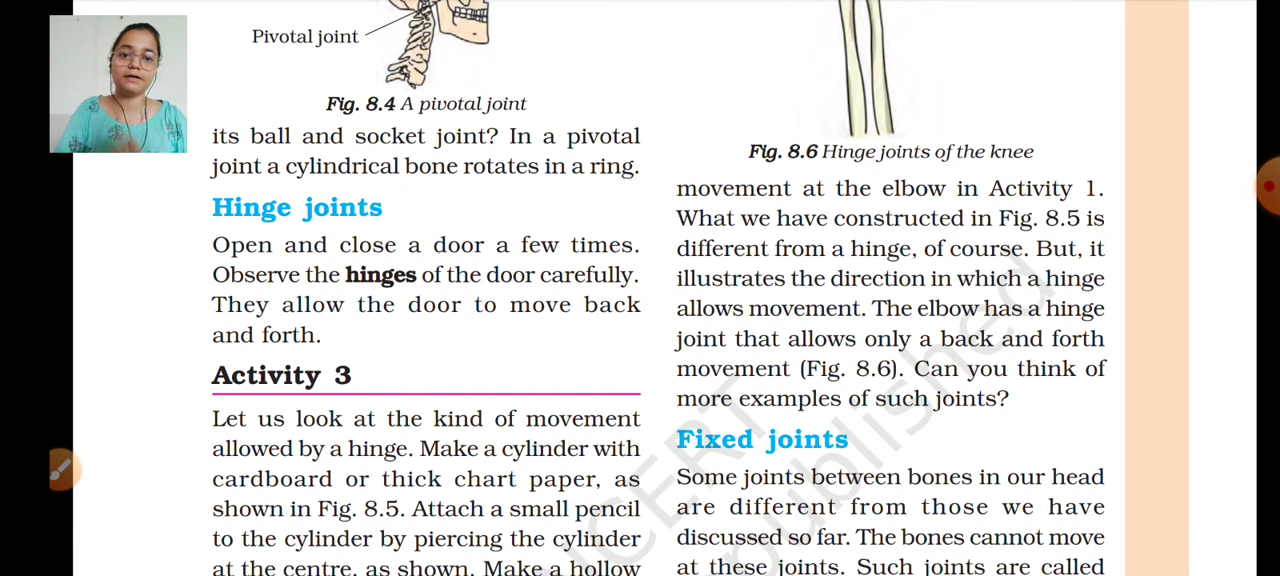 Pivotal joint
Fig. 8.4 A pivotal joint
its ball and socket joint? In a pivotal
joint a cylindrical bone rotates in a ring.
Hinge joints
Open and close a door a few times.
Observe the hinges of the door carefully.
They allow the door to move back
and forth.
Activity 3
Let us look at the kind of movement
allowed by a hinge. Make a cylinder with
cardboard or thick chart paper, as
shown in Fig. 8.5. Attach a small pencil
to the cylinder by piercing the cylinder
at the centre, as shown. Make a hollow
Fig. 8.6 Hinge joints of the knee
movement at the elbow in Activity 1.
What we have constructed in Fig. 8.5 is
different from a hinge, of course. But, it
illustrates the direction in which a hinge
allows movement. The elbow has a hinge
joint that allows only a back and forth
movement (Fig. 8.6). Can you think of
more examples of such joints?
Fixed joints
Some joints between bones in our head
are different from those we have
discussed so far. The bones cannot move
at these joints. Such joints are called
NCERT
published